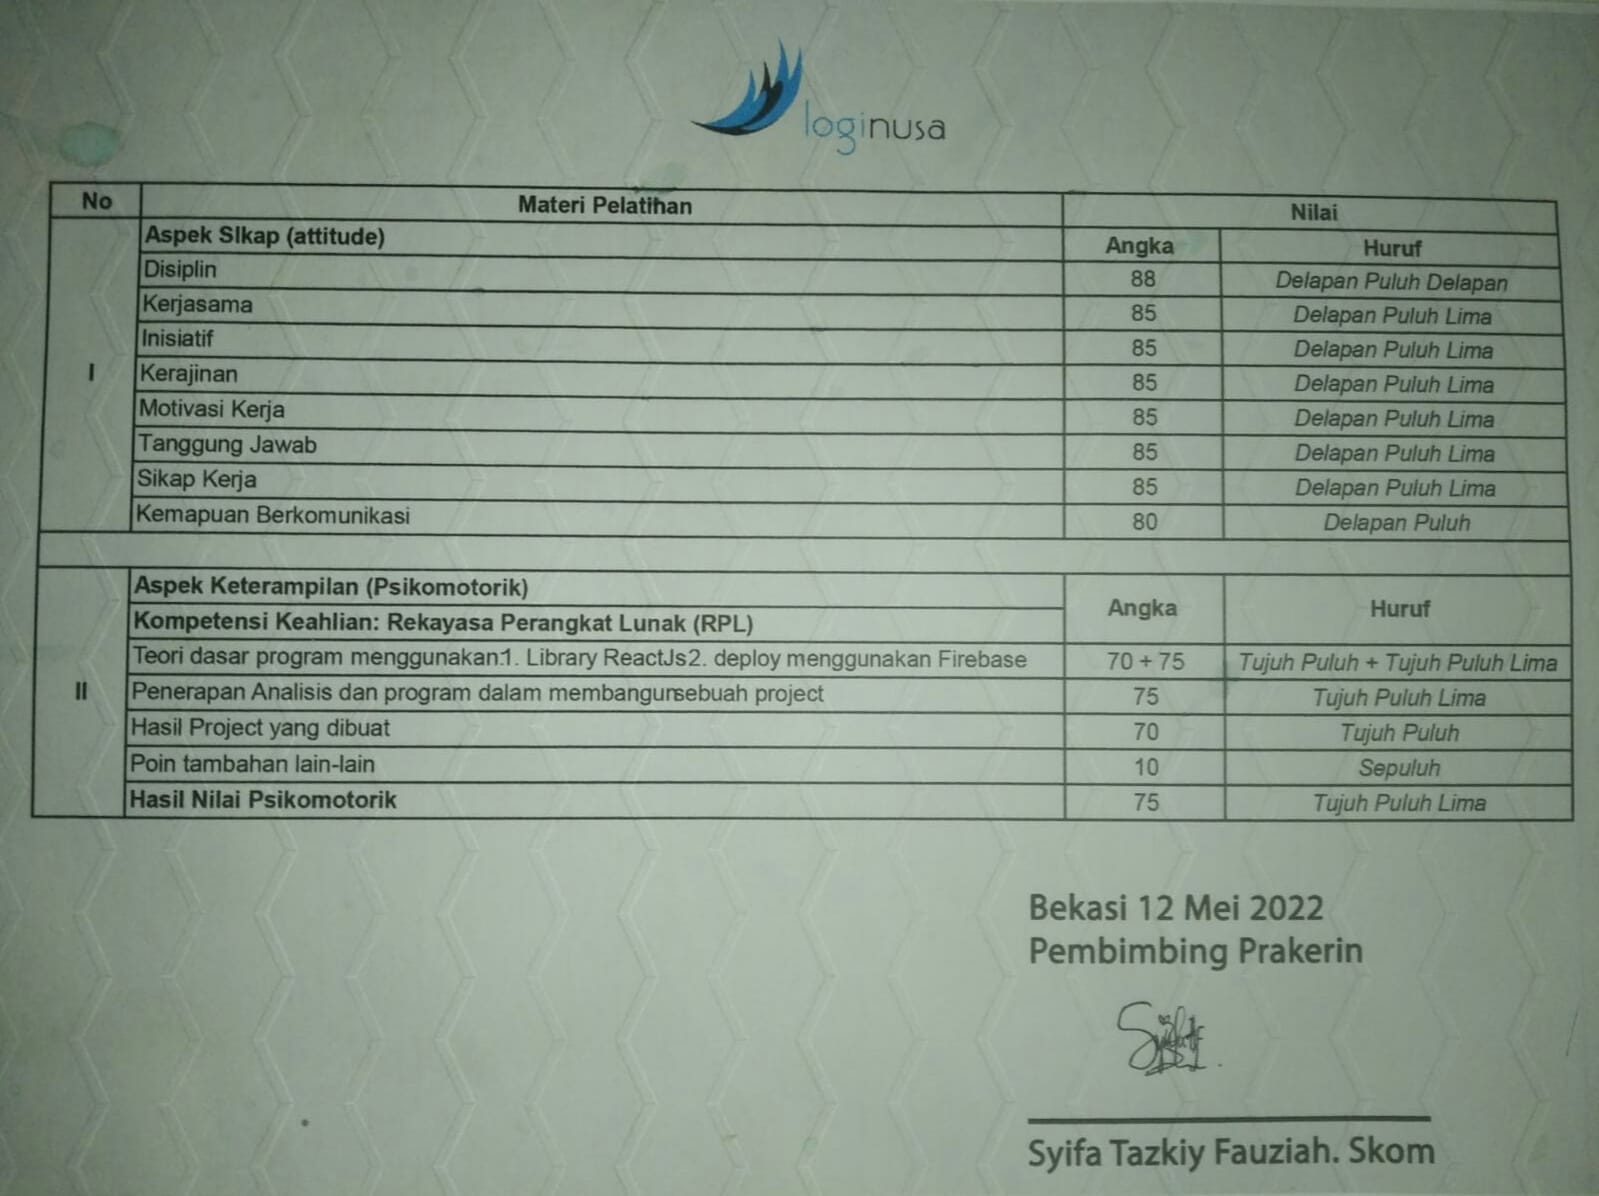 loginusa
No Materi Pelatihan Nilai
I Aspek SIkap (attitude) Angka Huruf
Disiplin 88 Delapan Puluh Delapan
Kerjasama 85 Delapan Puluh Lima
Inisiatif 85 Delapan Puluh Lima
Kerajinan 85 Delapan Puluh Lima
Motivasi Kerja 85 Delapan Puluh Lima
Tanggung Jawab 85 Delapan Puluh Lima
Sikap Kerja 85 Delapan Puluh Lima
Kemapuan Berkomunikasi 80 Delapan Puluh
II Aspek Keterampilan (Psikomotorik) Angka Huruf
Kompetensi Keahlian: Rekayasa Perangkat Lunak (RPL)
Teori dasar program menggunakan:1. Library ReactJs2. deploy menggunakan Firebase 70 + 75 Tujuh Puluh + Tujuh Puluh Lima
Penerapan Analisis dan program dalam membangunsebuah project 75 Tujuh Puluh Lima
Hasil Project yang dibuat 70 Tujuh Puluh
Poin tambahan lain-lain 10 Sepuluh
Hasil Nilai Psikomotorik 75 Tujuh Puluh Lima
Bekasi 12 Mei 2022
Pembimbing Prakerin
Syifa Tazkiy Fauziah. Skom